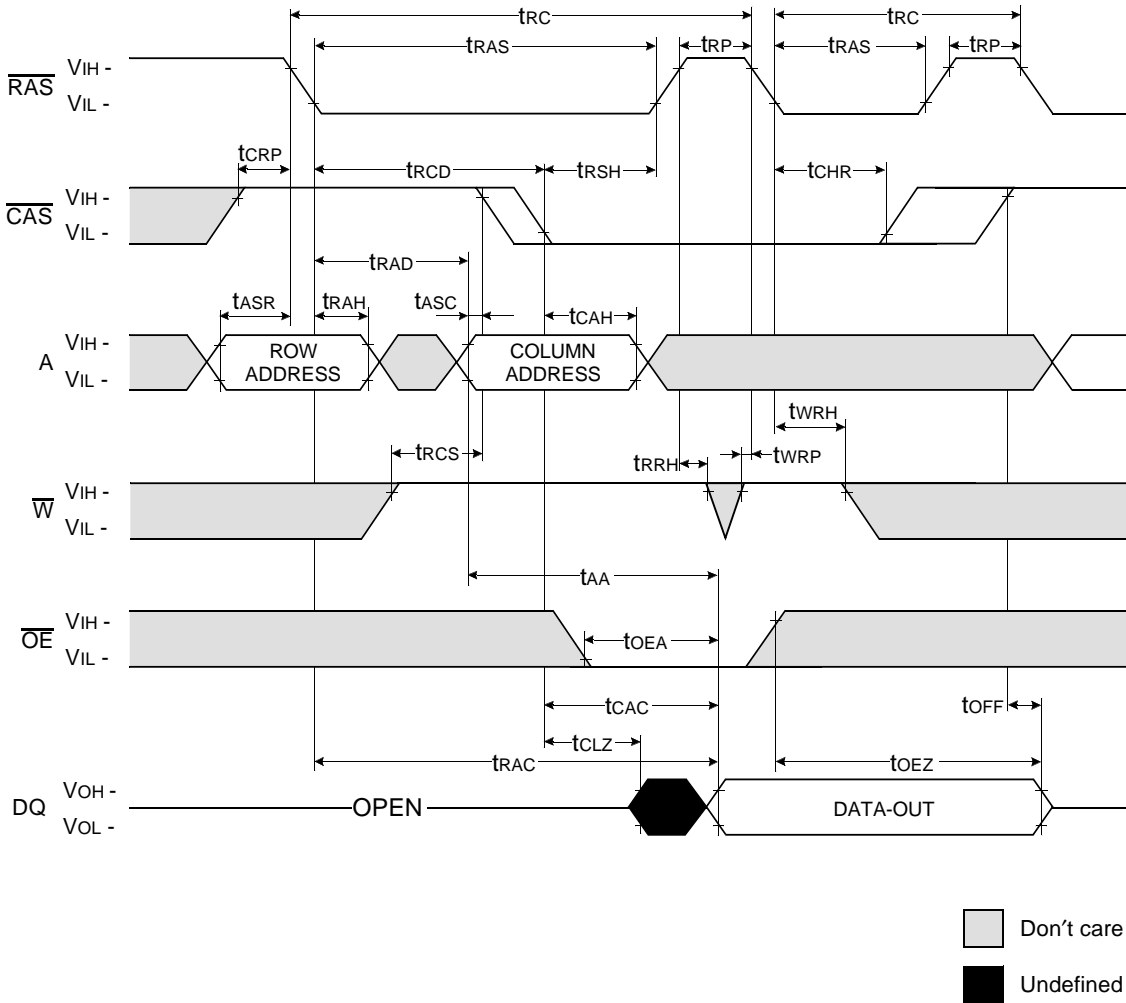 tRC
tRC
tRAS
tRP
tRAS
tRP
RAS
VIH -
VIL -
tCRP
tRCD
tRSH
tCHR
CAS
VIH -
VIL -
tRAD
tASR
tRAH
tASC
tCAH
A
VIH -
VIL -
ROW
ADDRESS
COLUMN
ADDRESS
tWRH
tRCS
tRRH
tWRP
W
VIH -
VIL -
tAA
OE
VIH -
VIL -
tOEA
tCAC
tOFF
tCLZ
tRAC
tOEZ
DQ
VOH -
VOL -
OPEN
DATA-OUT
Don′t care
Undefined